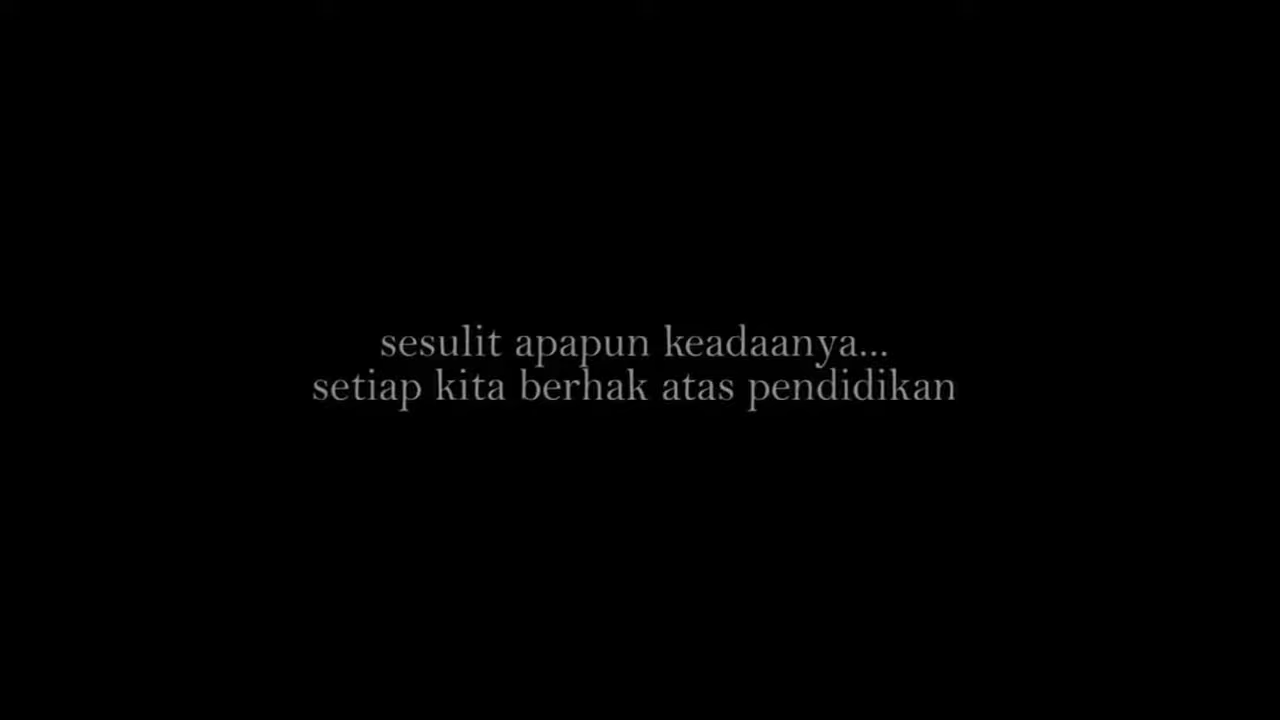 sesulit apapun keadaanya...
setiap kita berhak atas pendidikan